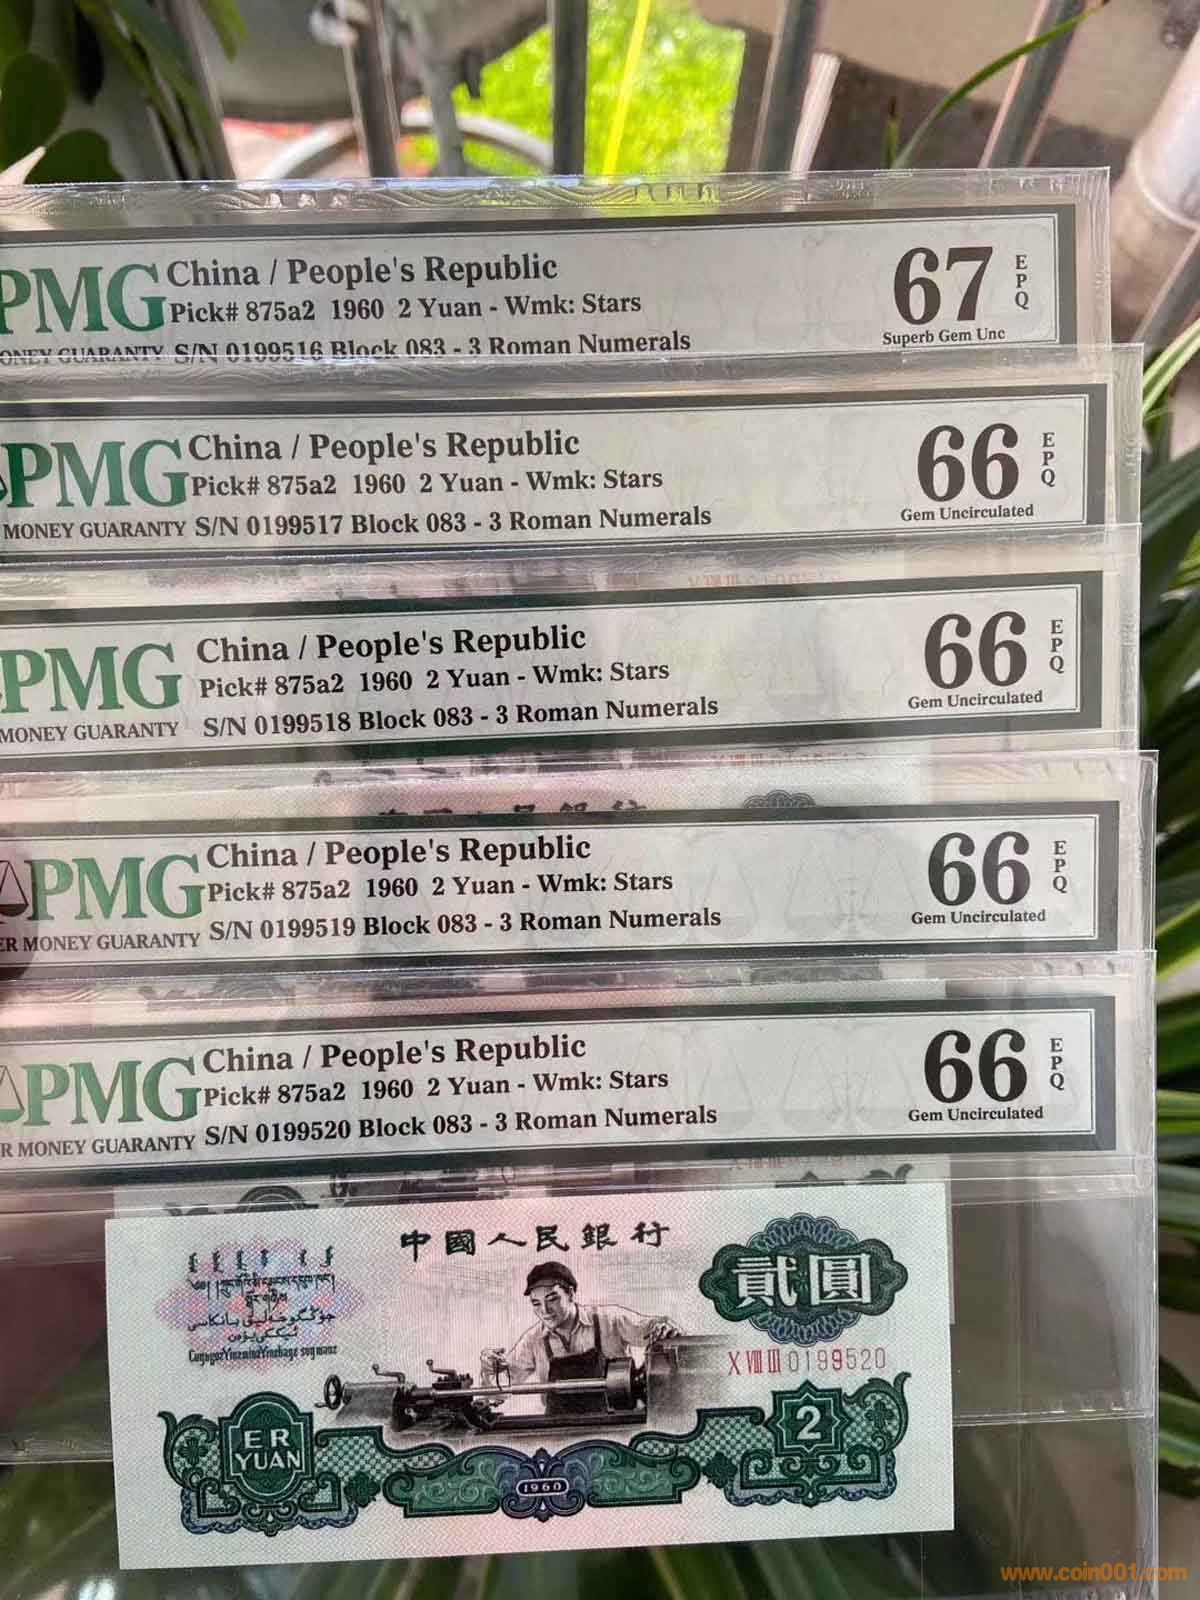 PMG
China / People's Republic
Pick# 875a2 1960 2 Yuan - Wmk: Stars
MONEY GUARANTY S/N 0199516 Block 083 - 3 Roman Numerals
67
EPQ
Superb Gem Unc
PMG
China / People's Republic
Pick# 875a2 1960 2 Yuan - Wmk: Stars
MONEY GUARANTY S/N 0199517 Block 083 - 3 Roman Numerals
66
EPQ
Gem Uncirculated
PMG
China / People's Republic
Pick# 875a2 1960 2 Yuan - Wmk: Stars
MONEY GUARANTY S/N 0199518 Block 083 - 3 Roman Numerals
66
EPQ
Gem Uncirculated
PMG
China / People's Republic
Pick# 875a2 1960 2 Yuan - Wmk: Stars
ER MONEY GUARANTY S/N 0199519 Block 083 - 3 Roman Numerals
66
EPQ
Gem Uncirculated
PMG
China / People's Republic
Pick# 875a2 1960 2 Yuan - Wmk: Stars
R MONEY GUARANTY S/N 0199520 Block 083 - 3 Roman Numerals
66
EPQ
Gem Uncirculated
中國人民銀行
貳圓
X VIII III 0199520
ER
YUAN
2
1960
www.coin001.com